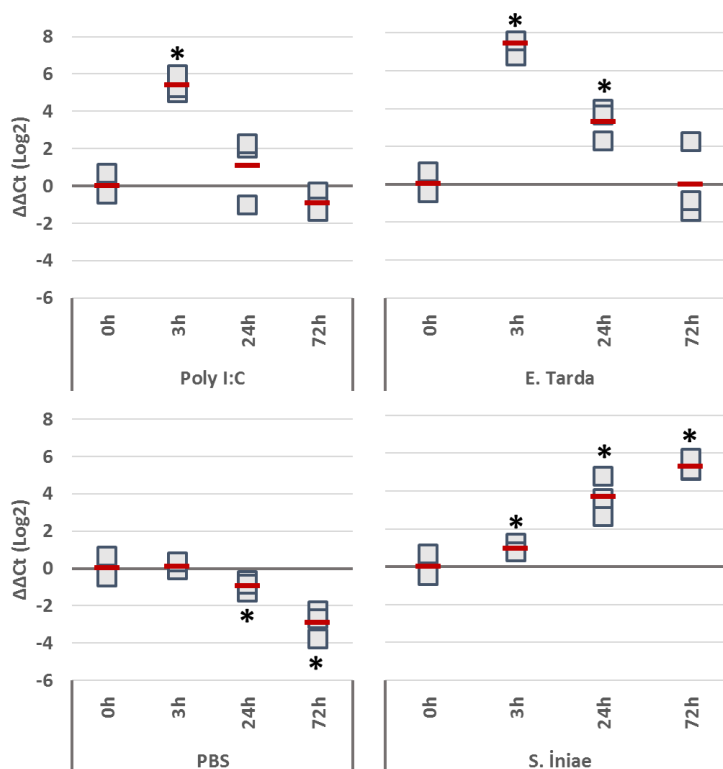 ΔΔCt (Log2)
8
6
4
2
0
-2
-4
-6
*
*
*
0h
3h
24h
72h
0h
3h
24h
72h
Poly I:C
E. Tarda
ΔΔCt (Log2)
8
6
4
2
0
-2
-4
-6
*
*
*
*
*
0h
3h
24h
72h
0h
3h
24h
72h
PBS
S. İniae